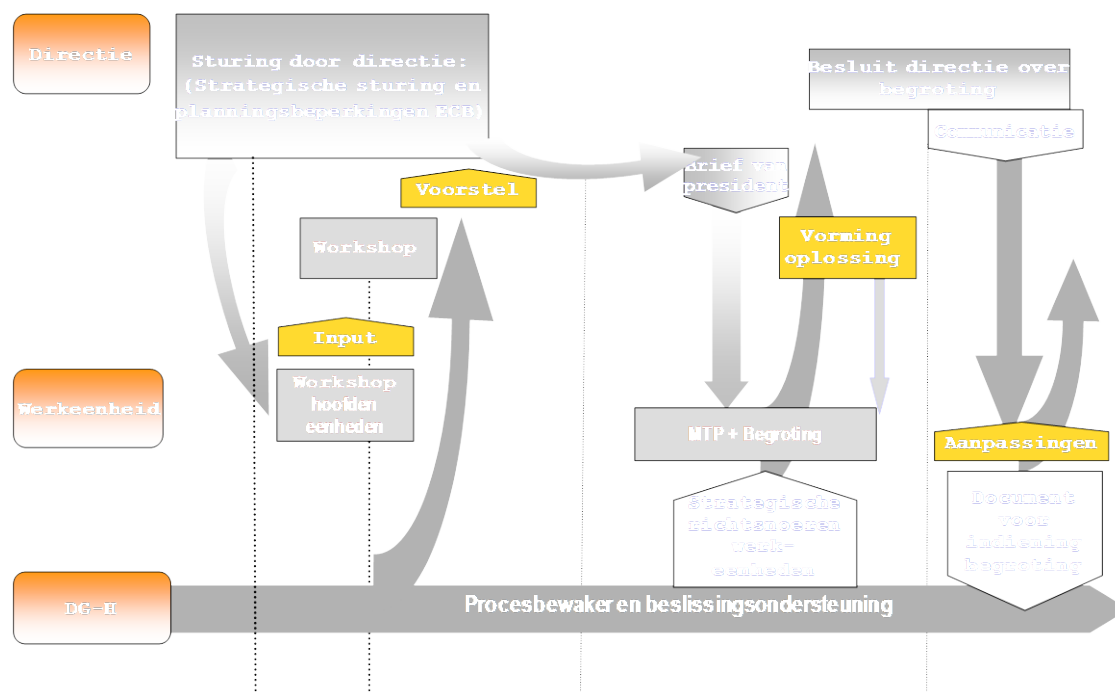 Directie
Sturing door directie:
(Strategische sturing en
planningsbeperkingen ECB)
Besluit directie over
begroting
Communicatie
Brief van
president
Voorstel
Workshop
Vorming
oplossing
Input
Werkeenheid
Workshop
hoofden
eenheden
MTP + Begroting
Aanpassingen
Strategische
richtsnoeren
werk-
eenheden
Document
voor
indiening
begroting
DG-H
Procesbewaker en beslissingsondersteuning